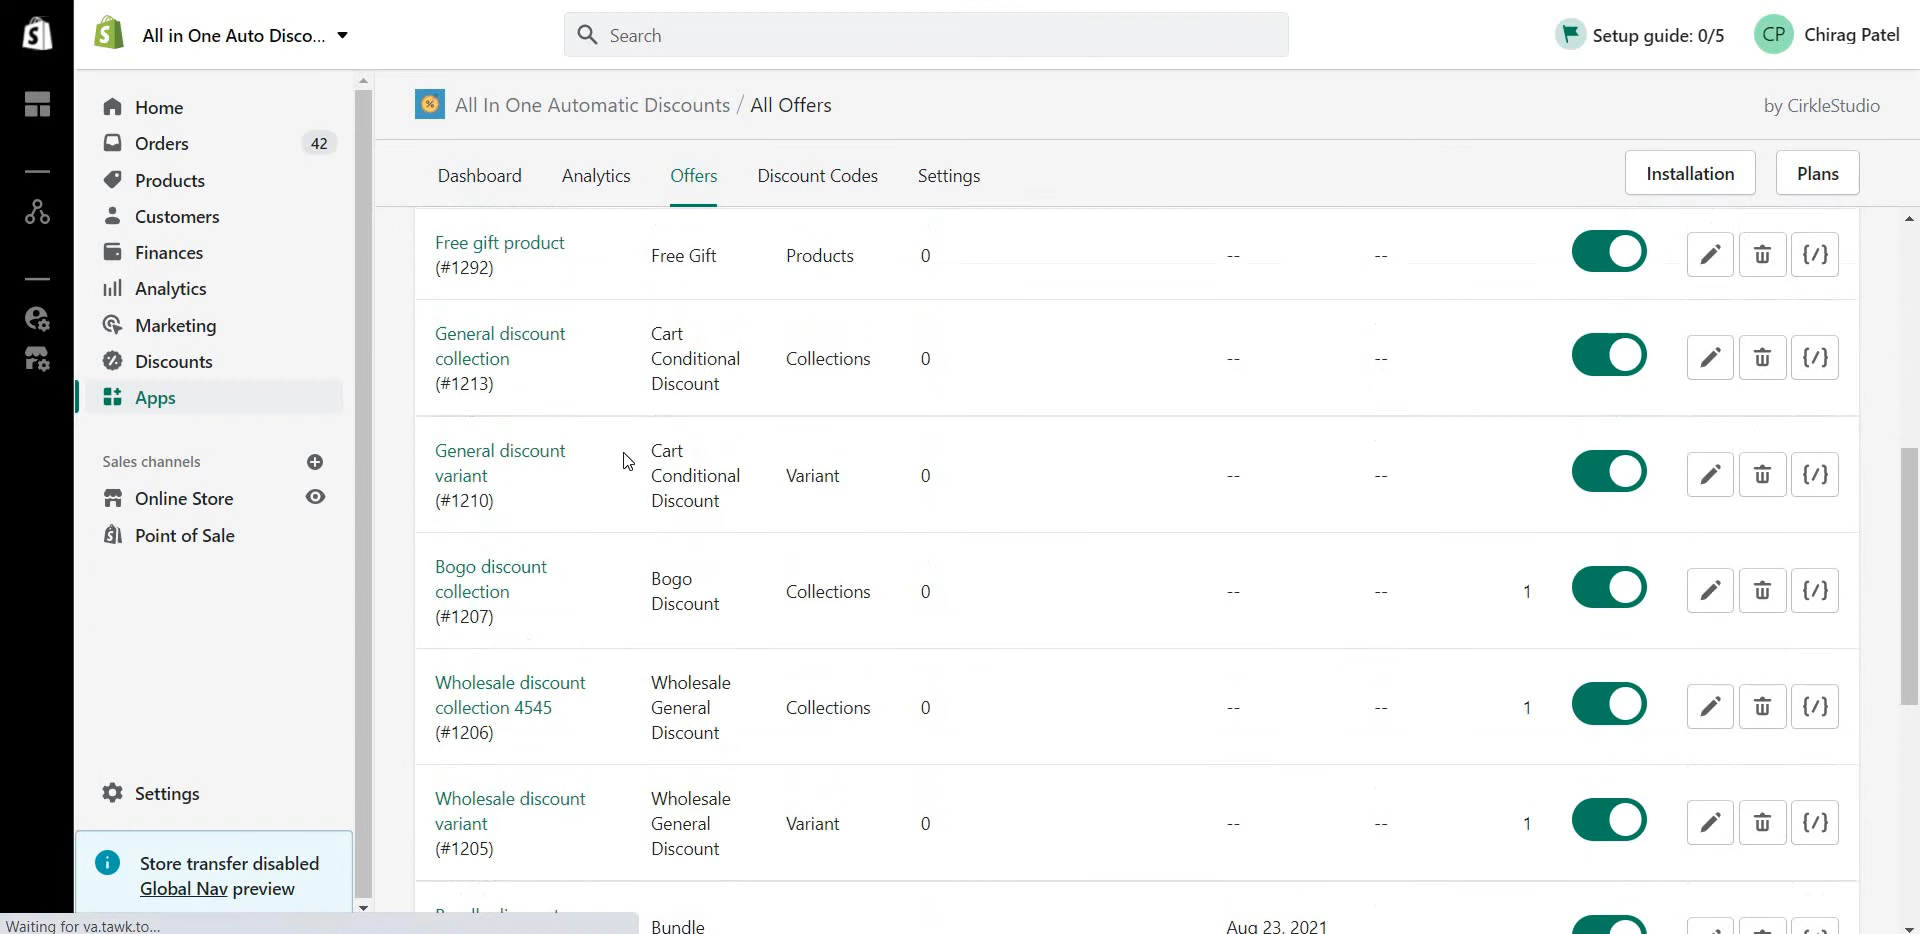 All in One Auto Disco...
Search
Setup guide: 0/5
CP
Chirag Patel
Home
Orders
42
Products
Customers
Finances
Analytics
Marketing
Discounts
Apps
Sales channels
Online Store
Point of Sale
Settings
Store transfer disabled
Global Nav preview
Waiting for va.tawk.to...
All In One Automatic Discounts / All Offers
by CirkleStudio
Dashboard
Analytics
Offers
Discount Codes
Settings
Installation
Plans
Free gift product
(#1292)
Free Gift
Products
0
--
--
General discount
collection
(#1213)
Cart
Conditional
Discount
Collections
0
--
--
General discount
variant
(#1210)
Cart
Conditional
Discount
Variant
0
--
--
Bogo discount
collection
(#1207)
Bogo
Discount
Collections
0
--
--
1
Wholesale discount
collection 4545
(#1206)
Wholesale
General
Discount
Collections
0
--
--
1
Wholesale discount
variant
(#1205)
Wholesale
General
Discount
Variant
0
--
--
1
Bundle
Aug 23, 2021